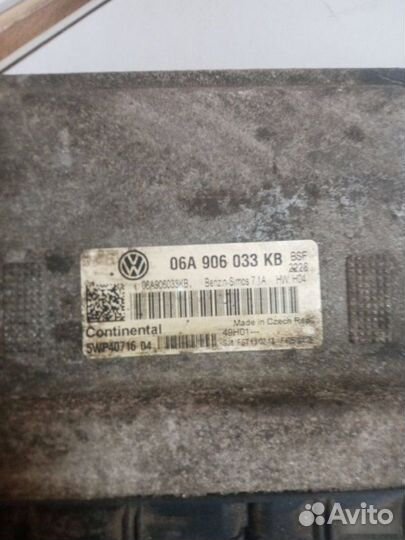 06A 906 033 KB BSF
06A906033KB Benzin-Simos 7.1A HW: H04
Made in Czech Rep.
Continental 49H01---
5WP40716 04
Avito